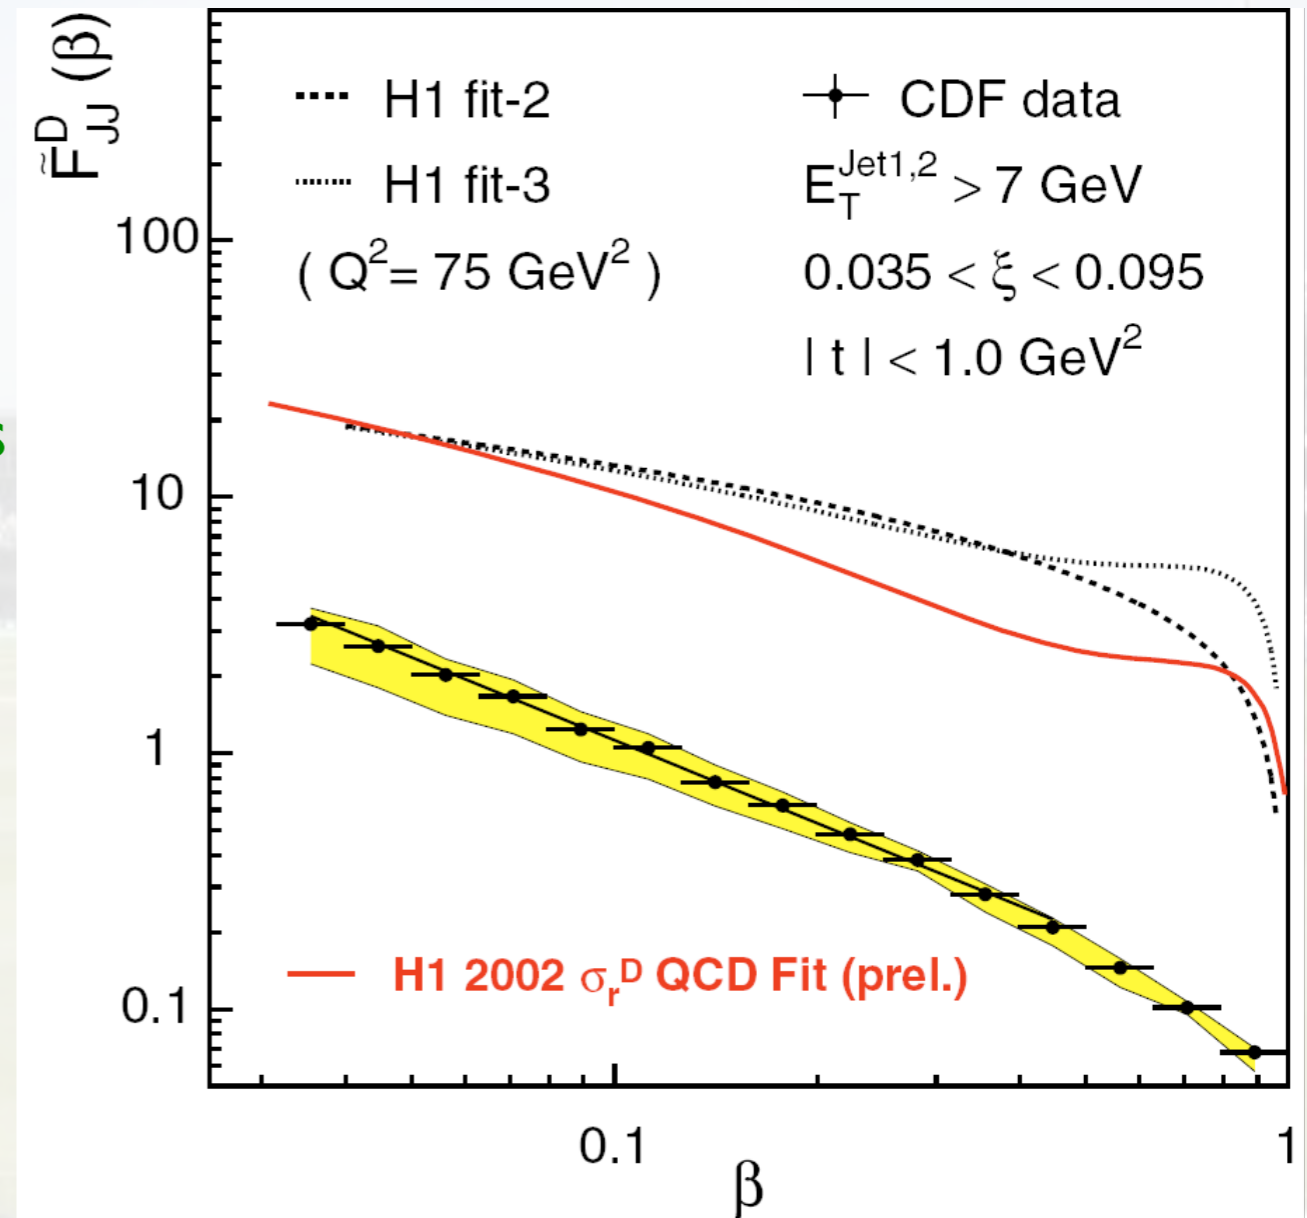 F̃ᴰ_JJ (β)
H1 fit-2
H1 fit-3
( Q²= 75 GeV² )
CDF data
E_T^Jet1,2 > 7 GeV
0.035 < ξ < 0.095
| t | < 1.0 GeV²
100
10
1
0.1
H1 2002 σ_r^D QCD Fit (prel.)
0.1
1
β
s